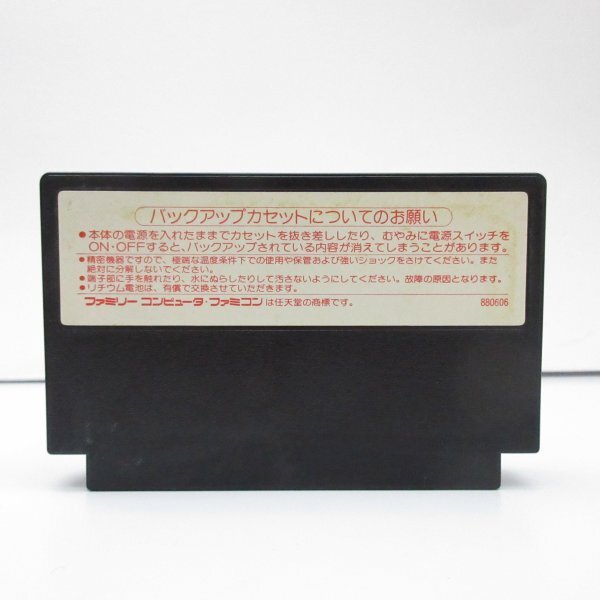 バックアップカセットについてのお願い
●本体の電源を入れたままでカセットを抜き差ししたり、むやみに電源スイッチを
ON・OFFすると、バックアップされている内容が消えてしまうことがあります。
●精密機器ですので、極端な温度条件下での使用や保管および強いショックをさけてください。また
絶対に分解しないでください。
●端子部に手を触れたり、水にぬらしたりして汚さないようにしてください。故障の原因となります。
●リチウム電池は、有償で交換させていただきます。
ファミリー コンピュータ・ファミコン は任天堂の商標です。 880606